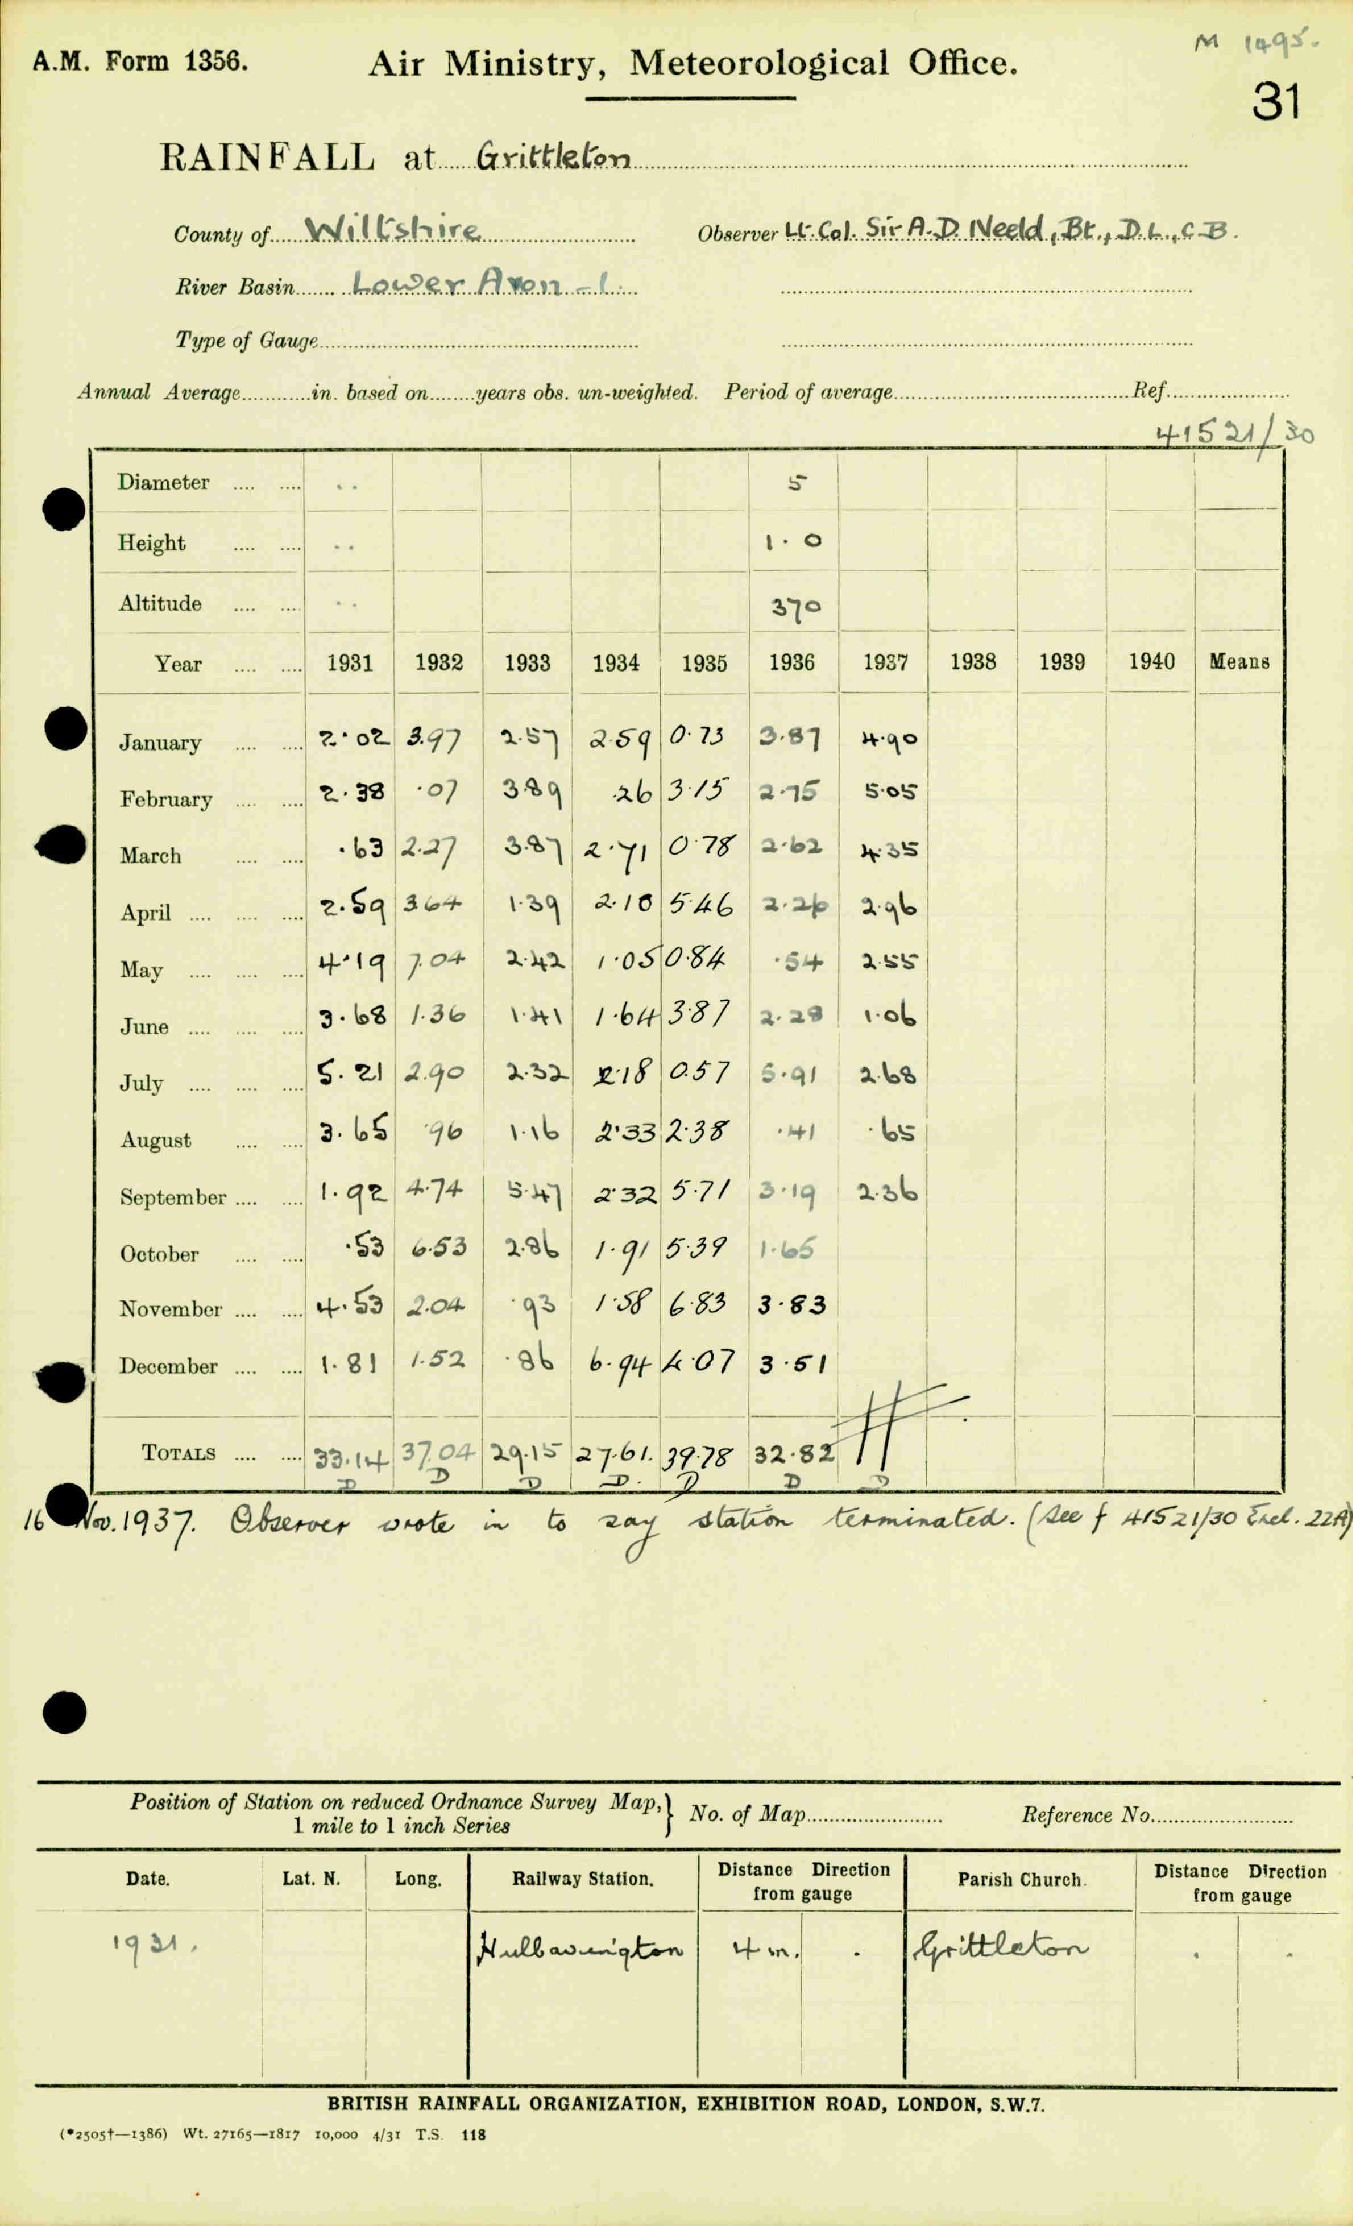 M 1495.
A.M. Form 1356. Air Ministry, Meteorological Office.
31
RAINFALL at Grittleton
County of Wiltshire Observer Lt. Col. Sir A. D. Neeld, Bt., D.L., C.B.
River Basin Lower Avon - 1.
Type of Gauge
Annual Average in. based on years obs. un-weighted. Period of average Ref.
41521/30
Diameter .. 5
Height .. 1.0
Altitude .. 370
Year 1931 1932 1933 1934 1935 1936 1937 1938 1939 1940 Means
January 2.02 3.97 2.57 2.59 0.73 3.87 4.90
February 2.38 .07 3.89 .26 3.15 2.75 5.05
March .63 2.27 3.87 2.71 0.78 2.62 4.35
April 2.59 3.64 1.39 2.10 5.46 2.26 2.96
May 4.19 7.04 2.42 1.05 0.84 .54 2.55
June 3.68 1.36 1.41 1.64 3.87 2.28 1.06
July 5.21 2.90 2.32 2.18 0.57 5.91 2.68
August 3.65 .96 1.16 2.33 2.38 .41 .65
September 1.92 4.74 5.47 2.32 5.71 3.19 2.36
October .53 6.53 2.86 1.91 5.39 1.65
November 4.53 2.04 .93 1.58 6.83 3.83
December 1.81 1.52 .86 6.94 4.07 3.51
TOTALS 33.14 37.04 29.15 27.61. 39.78 32.82
D D D D. D D D
16 Nov. 1937. Observer wrote in to say station terminated. (See f 41521/30 Encl. 22A)
Position of Station on reduced Ordnance Survey Map, } No. of Map Reference No.
1 mile to 1 inch Series
Date. Lat. N. Long. Railway Station. Distance Direction from gauge Parish Church. Distance Direction from gauge
1931. Hullavington 4 m. . Grittleton . .
BRITISH RAINFALL ORGANIZATION, EXHIBITION ROAD, LONDON, S.W.7.
(*2505†—1386) Wt. 27165—1817 10,000 4/31 T.S. 118